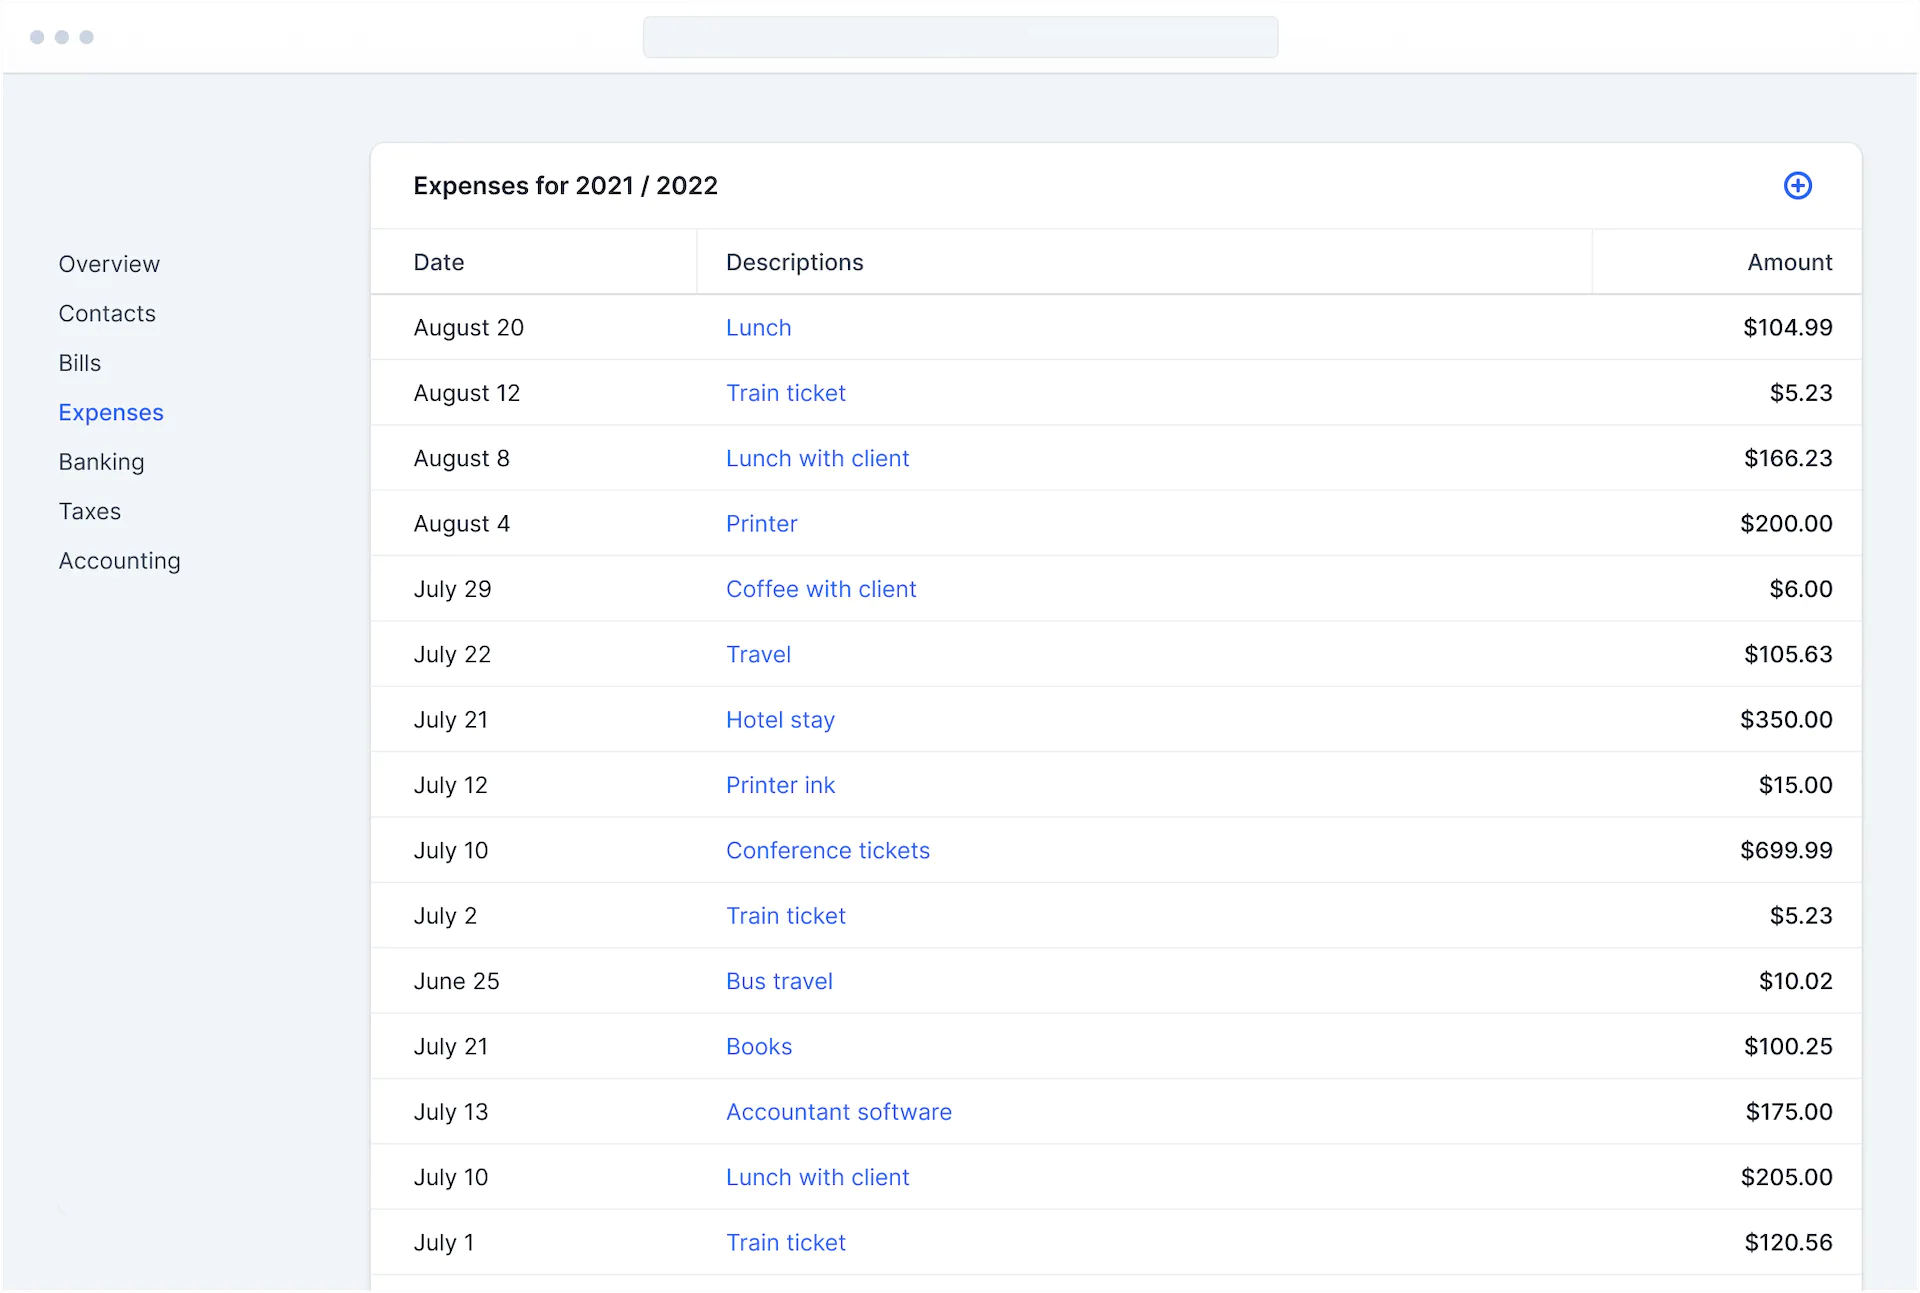 Expenses for 2021 / 2022
Overview
Contacts
Bills
Expenses
Banking
Taxes
Accounting
Date Descriptions Amount
August 20 Lunch $104.99
August 12 Train ticket $5.23
August 8 Lunch with client $166.23
August 4 Printer $200.00
July 29 Coffee with client $6.00
July 22 Travel $105.63
July 21 Hotel stay $350.00
July 12 Printer ink $15.00
July 10 Conference tickets $699.99
July 2 Train ticket $5.23
June 25 Bus travel $10.02
July 21 Books $100.25
July 13 Accountant software $175.00
July 10 Lunch with client $205.00
July 1 Train ticket $120.56